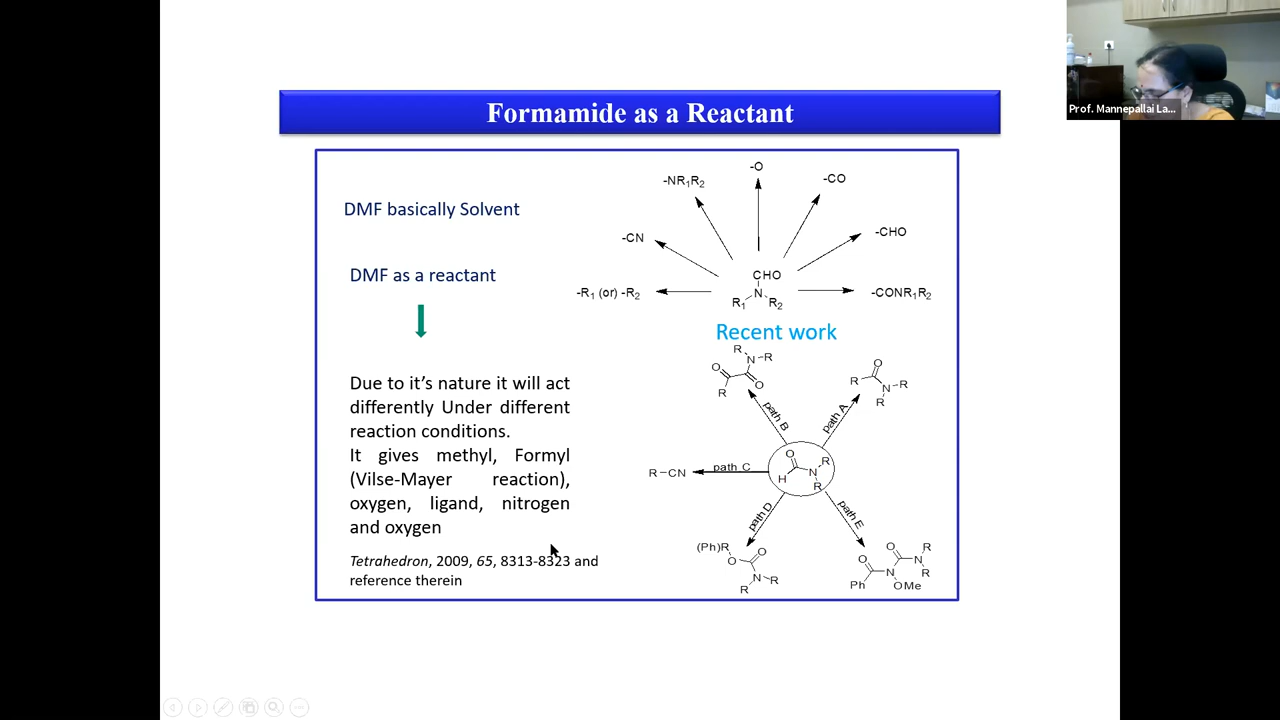 Prof. Mannepallai La...
Formamide as a Reactant
DMF basically Solvent
DMF as a reactant
Due to it's nature it will act
differently Under different
reaction conditions.
It gives methyl, Formyl
(Vilse-Mayer reaction),
oxygen, ligand, nitrogen
and oxygen
Tetrahedron, 2009, 65, 8313-8323 and
reference therein
-O
-NR1R2
-CO
-CN
-CHO
-R1 (or) -R2
CHO
N
R1
R2
-CONR1R2
Recent work
R
N
R
O
O
R
O
R
N
R
R
path B
path A
R-CN
path C
O
H
N
R
R
path D
path E
(Ph)R
O
O
N
R
R
O
O
N
R
R
Ph
N
OMe